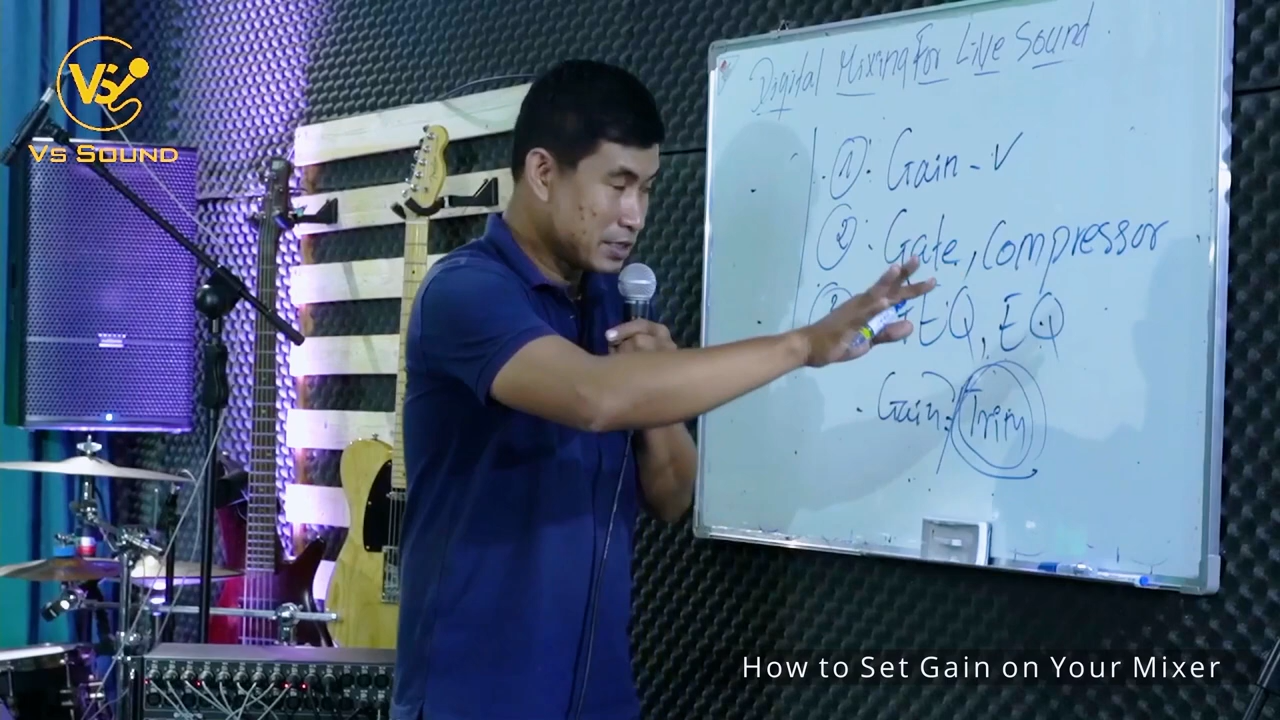 VS
Vs Sound
Digital Mixing For Live Sound
1. Gain - v
2. Gate, Compressor
EQ, EQ
Gain: Trim
How to Set Gain on Your Mixer